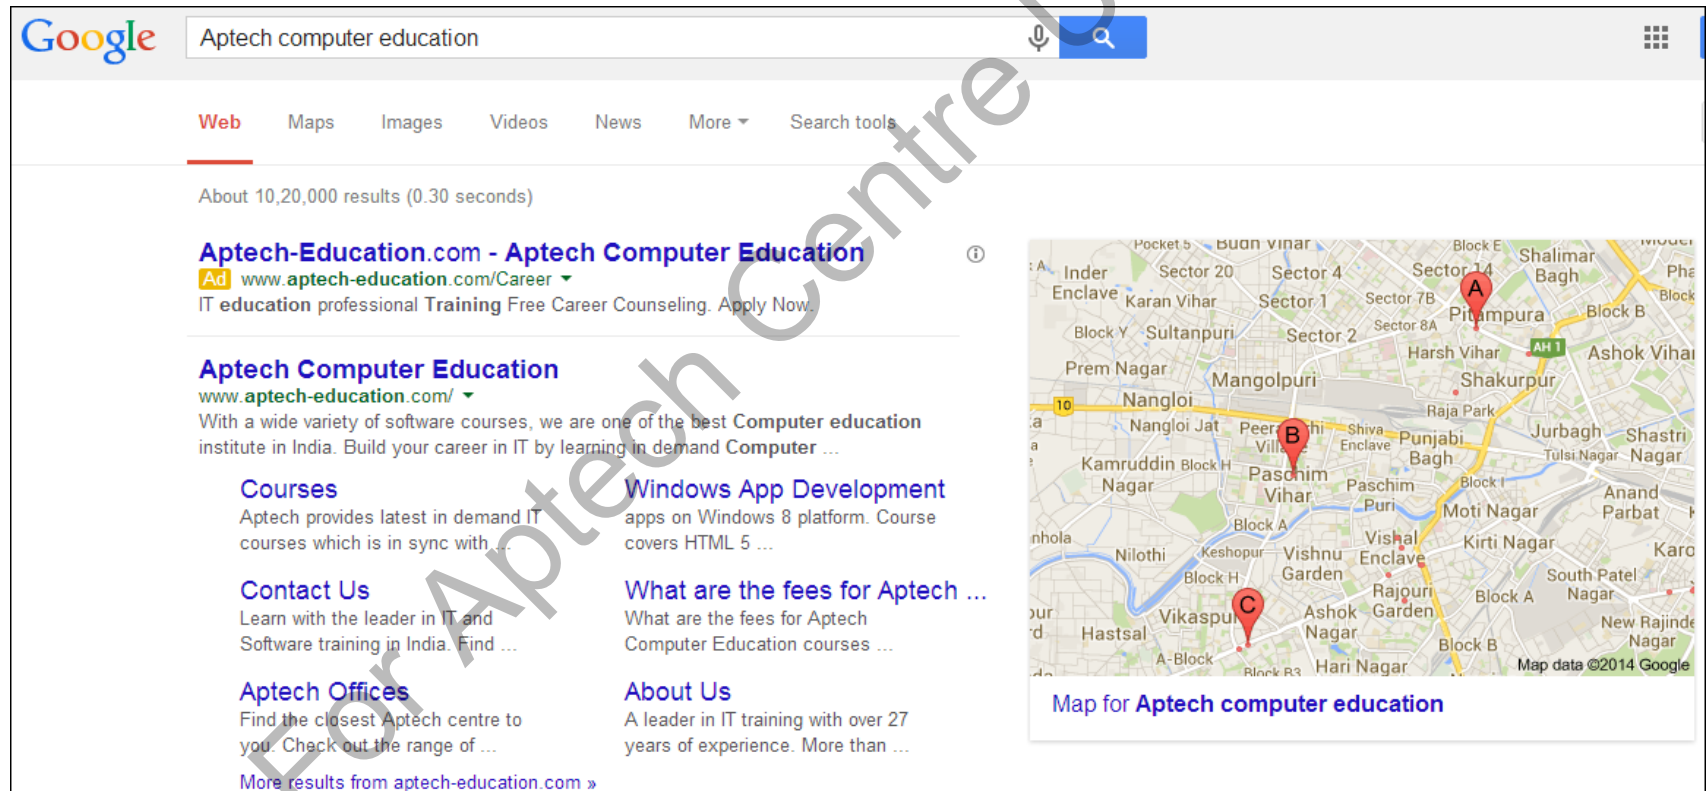 Google
Aptech computer education
Web Maps Images Videos News More Search tools
About 10,20,000 results (0.30 seconds)
Aptech-Education.com - Aptech Computer Education
Ad www.aptech-education.com/Career
IT education professional Training Free Career Counseling. Apply Now.
Aptech Computer Education
www.aptech-education.com/
With a wide variety of software courses, we are one of the best Computer education
institute in India. Build your career in IT by learning in demand Computer ...
Courses
Aptech provides latest in demand IT
courses which is in sync with ...
Windows App Development
apps on Windows 8 platform. Course
covers HTML 5 ...
Contact Us
Learn with the leader in IT and
Software training in India. Find ...
What are the fees for Aptech ...
What are the fees for Aptech
Computer Education courses ...
Aptech Offices
Find the closest Aptech centre to
you. Check out the range of ...
About Us
A leader in IT training with over 27
years of experience. More than ...
More results from aptech-education.com »
Pocket 5 Budh Vihar Block E Shalimar
Bagh
Inder
Enclave
Sector 20 Sector 4 Sector 14
Karan Vihar Sector 1 Sector 7B A
Pitampura Block B
Block
Block Y Sultanpuri Sector 2 Sector 8A
Harsh Vihar AH 1 Ashok Vihar
Prem Nagar Mangolpuri Shakurpur
10 Nangloi Raja Park
Nangloi Jat B Shiva
Enclave Punjabi
Bagh Jurbagh Shastri
Nagar
Tulsi Nagar
Kamruddin
Nagar Block H Paschim
Vihar Paschim
Puri Block I Anand
Parbat
Moti Nagar
Block A
Nilothi Keshopur Vishnu
Garden Vishal
Enclave Kirti Nagar
Block H South Patel
Nagar
Rajouri
Garden Block A
Vikaspuri C Ashok
Nagar New Rajinder
Nagar
Hastsal Block B
A-Block Block B3 Hari Nagar Map data ©2014 Google
Map for Aptech computer education
For Aptech Centre U